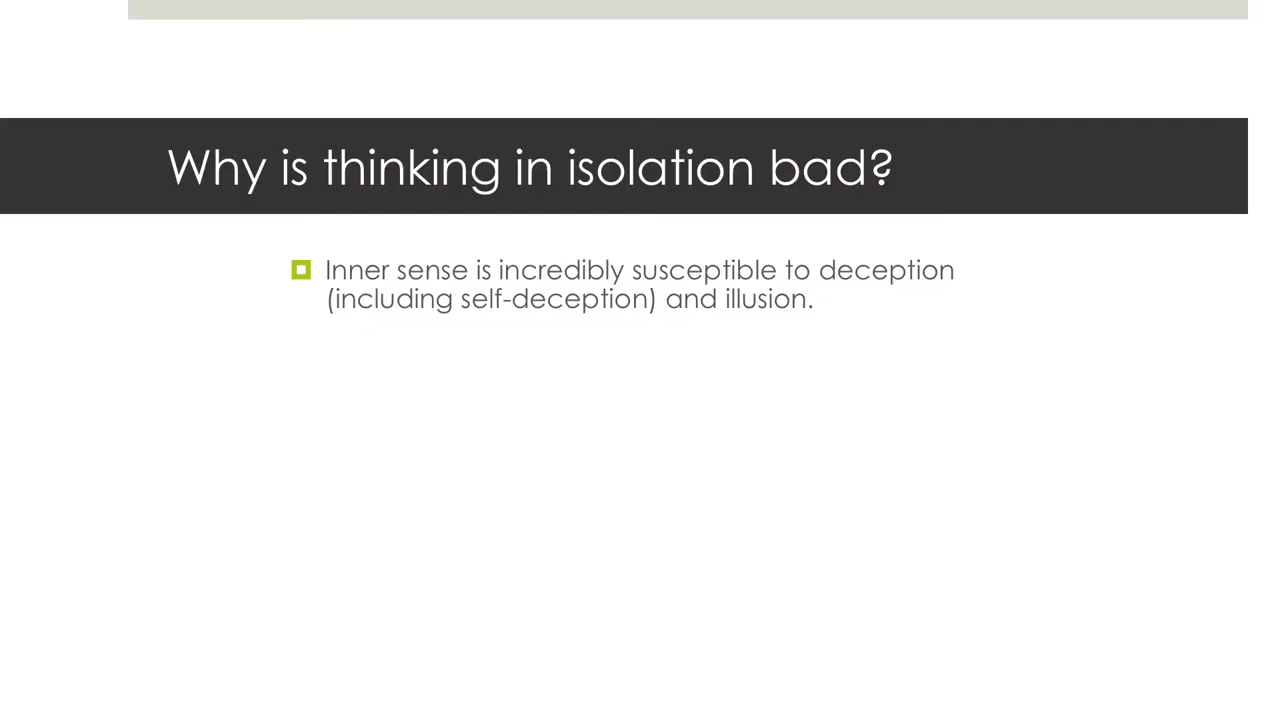 Why is thinking in isolation bad?
Inner sense is incredibly susceptible to deception
(including self-deception) and illusion.